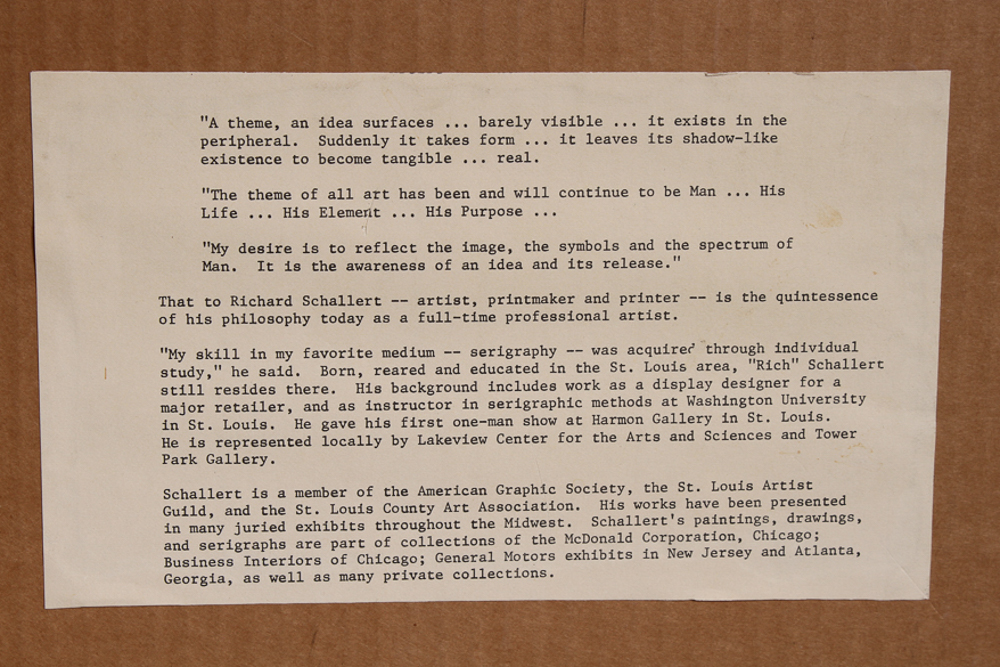 "A theme, an idea surfaces ... barely visible ... it exists in the
peripheral.  Suddenly it takes form ... it leaves its shadow-like
existence to become tangible ... real.
"The theme of all art has been and will continue to be Man ... His
Life ... His Element ... His Purpose ...
"My desire is to reflect the image, the symbols and the spectrum of
Man.  It is the awareness of an idea and its release."
That to Richard Schallert -- artist, printmaker and printer -- is the quintessence
of his philosophy today as a full-time professional artist.
"My skill in my favorite medium -- serigraphy -- was acquired through individual
study," he said.  Born, reared and educated in the St. Louis area, "Rich" Schallert
still resides there.  His background includes work as a display designer for a
major retailer, and as instructor in serigraphic methods at Washington University
in St. Louis.  He gave his first one-man show at Harmon Gallery in St. Louis.
He is represented locally by Lakeview Center for the Arts and Sciences and Tower
Park Gallery.
Schallert is a member of the American Graphic Society, the St. Louis Artist
Guild, and the St. Louis County Art Association.  His works have been presented
in many juried exhibits throughout the Midwest.  Schallert's paintings, drawings,
and serigraphs are part of collections of the McDonald Corporation, Chicago;
Business Interiors of Chicago; General Motors exhibits in New Jersey and Atlanta,
Georgia, as well as many private collections.